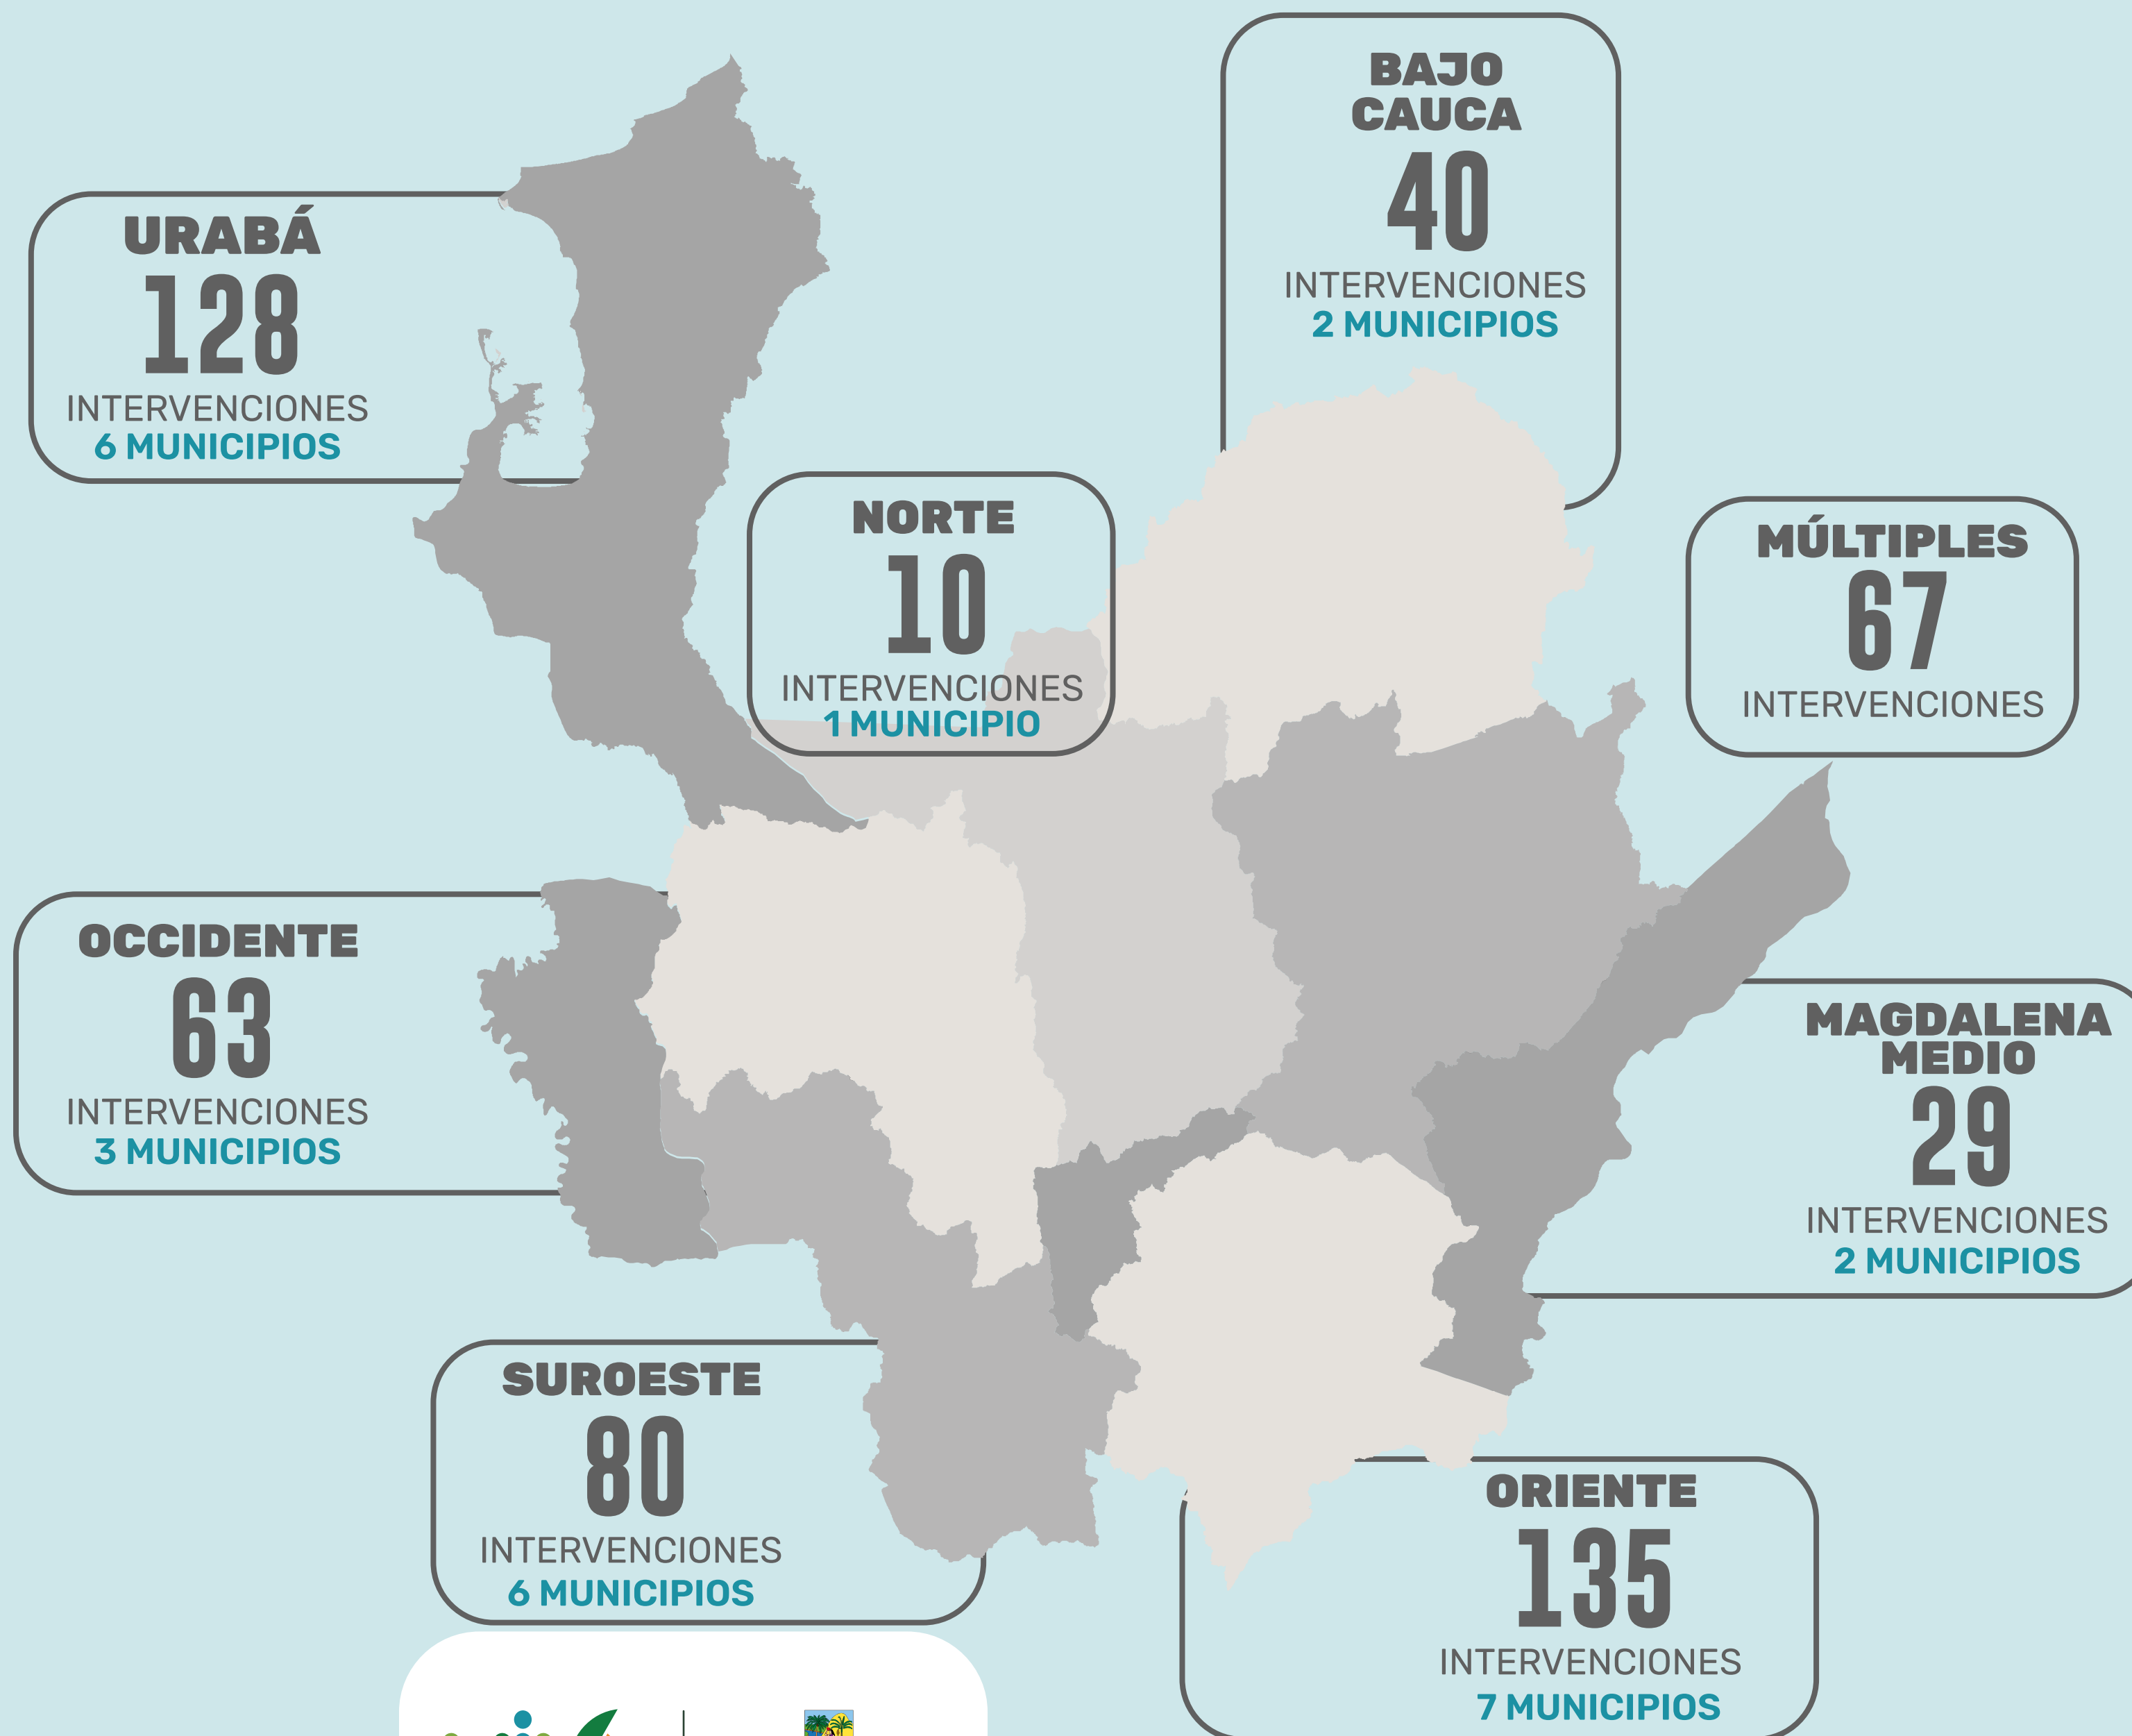 BAJO
CAUCA
40
INTERVENCIONES
2 MUNICIPIOS
URABÁ
128
INTERVENCIONES
6 MUNICIPIOS
NORTE
10
INTERVENCIONES
1 MUNICIPIO
MÚLTIPLES
67
INTERVENCIONES
OCCIDENTE
63
INTERVENCIONES
3 MUNICIPIOS
MAGDALENA
MEDIO
29
INTERVENCIONES
2 MUNICIPIOS
SUROESTE
80
INTERVENCIONES
6 MUNICIPIOS
ORIENTE
135
INTERVENCIONES
7 MUNICIPIOS